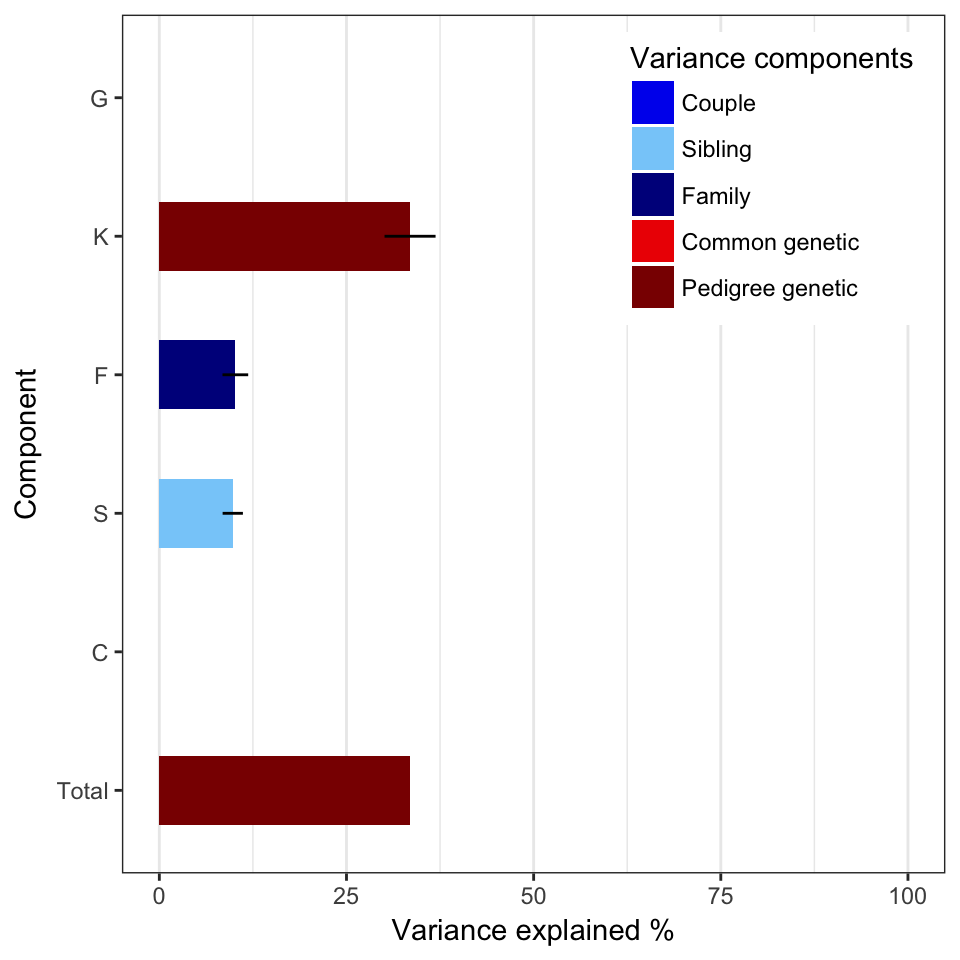 Variance components
Couple
Sibling
Family
Common genetic
Pedigree genetic
Component
G
K
F
S
C
Total
0 25 50 75 100
Variance explained %